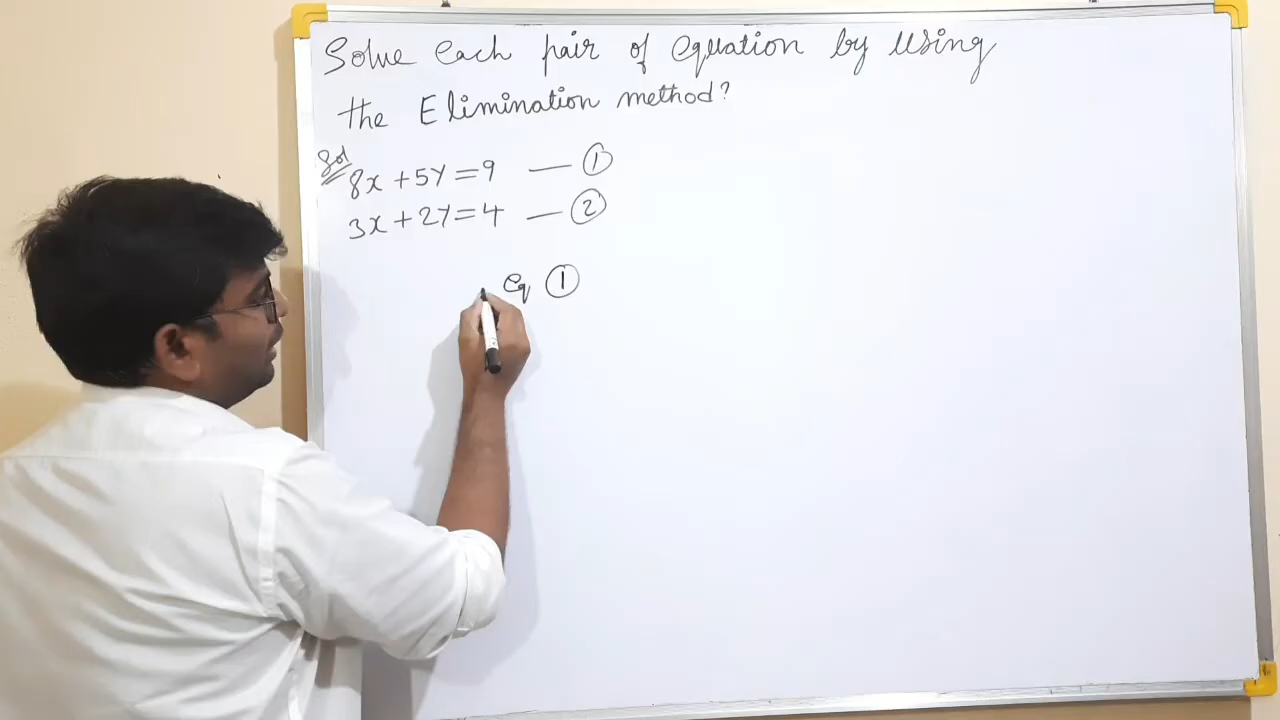 Solve each pair of equation by using
the Elimination method?
Sol
8x + 5y = 9 — ①
3x + 2y = 4 — ②
eq ①